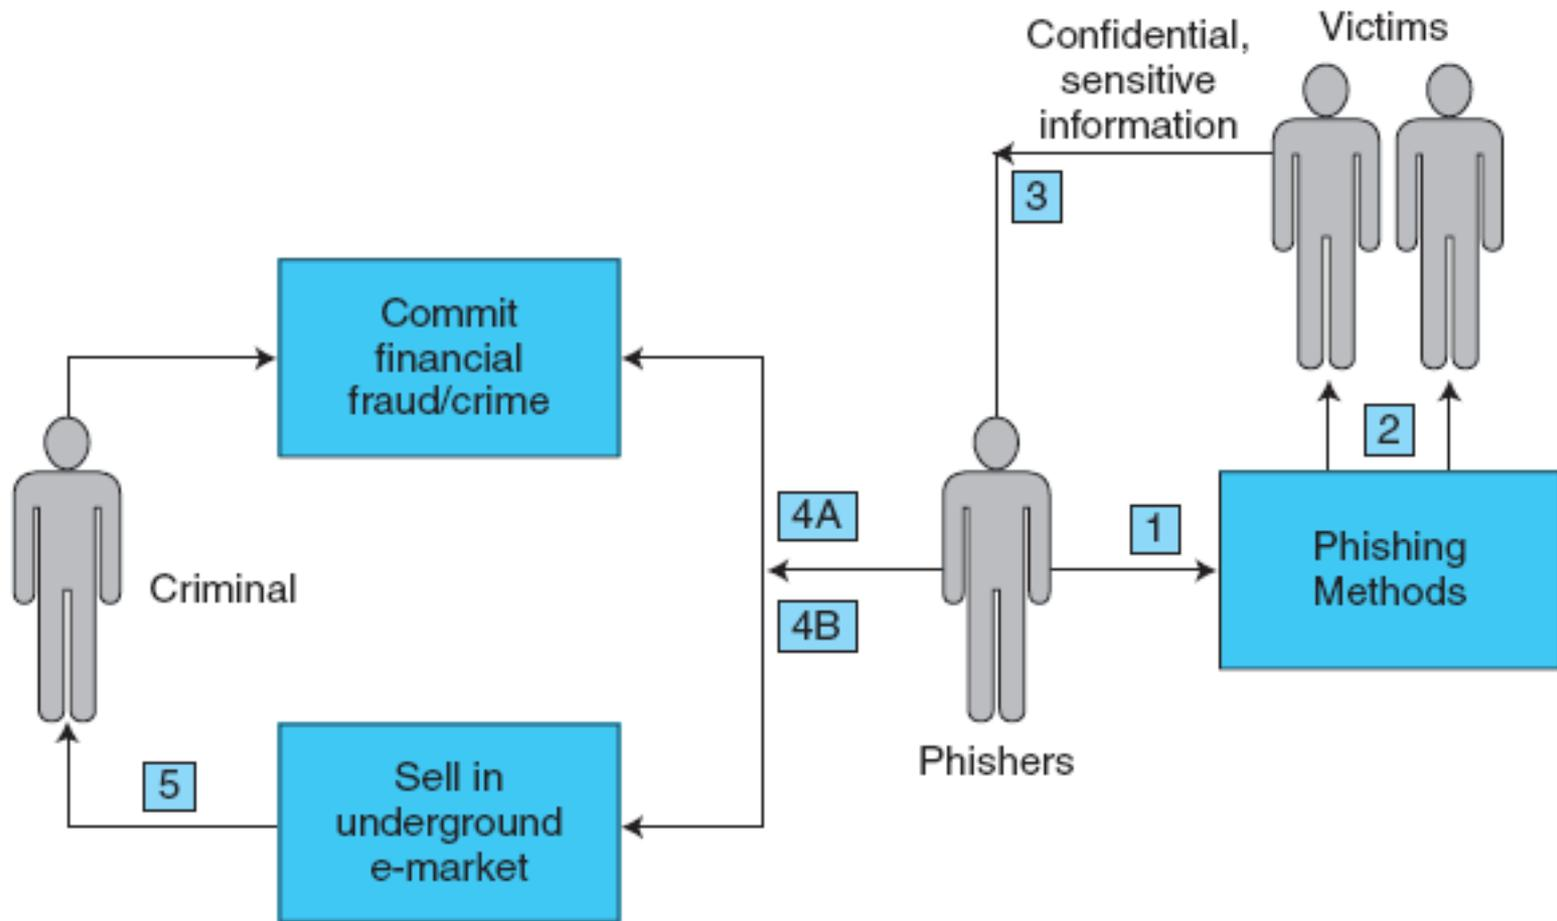 Confidential,
sensitive
information
Victims
3
Commit
financial
fraud/crime
2
4A
1
Phishing
Methods
Criminal
4B
Phishers
5
Sell in
underground
e-market